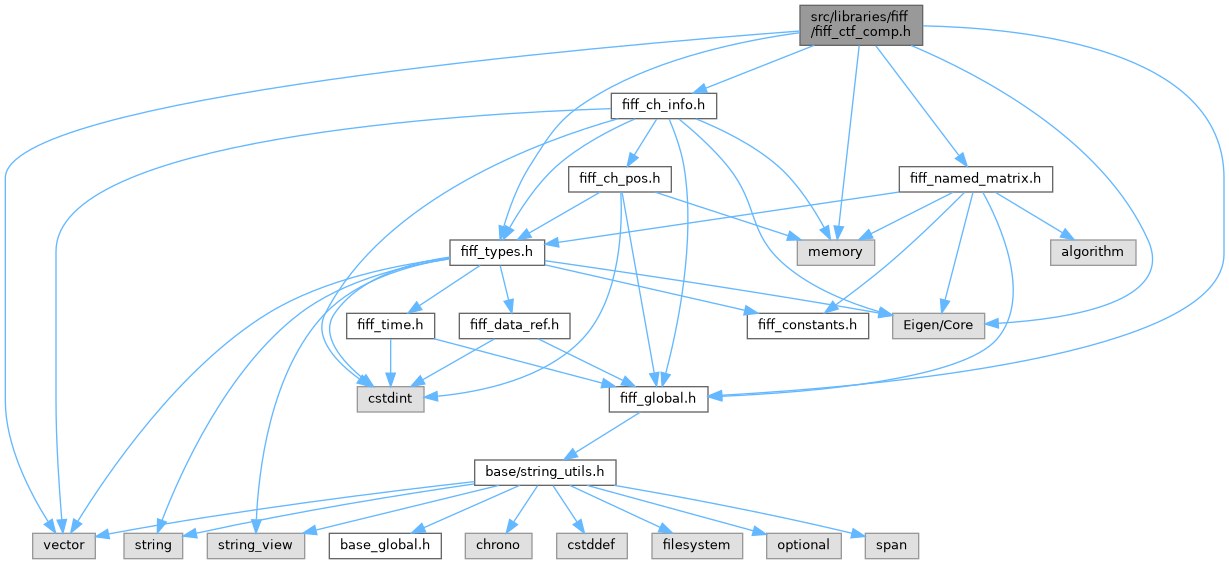 src/libraries/fiff
/fiff_ctf_comp.h
fiff_ch_info.h
fiff_ch_pos.h
fiff_named_matrix.h
fiff_types.h
memory
algorithm
fiff_time.h
fiff_data_ref.h
fiff_constants.h
Eigen/Core
cstdint
fiff_global.h
base/string_utils.h
vector
string
string_view
base_global.h
chrono
cstddef
filesystem
optional
span